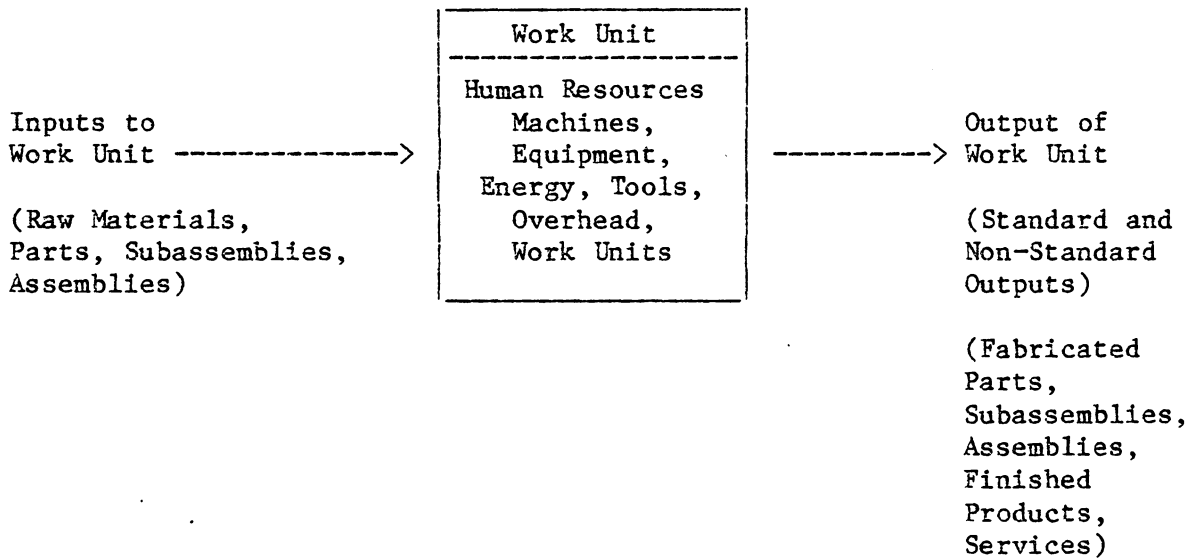 Work Unit
Human Resources
Machines,
Equipment,
Energy, Tools,
Overhead,
Work Units
Inputs to
Work Unit -------------->
(Raw Materials,
Parts, Subassemblies,
Assemblies)
Output of
----------> Work Unit
(Standard and
Non-Standard
Outputs)
(Fabricated
Parts,
Subassemblies,
Assemblies,
Finished
Products,
Services)